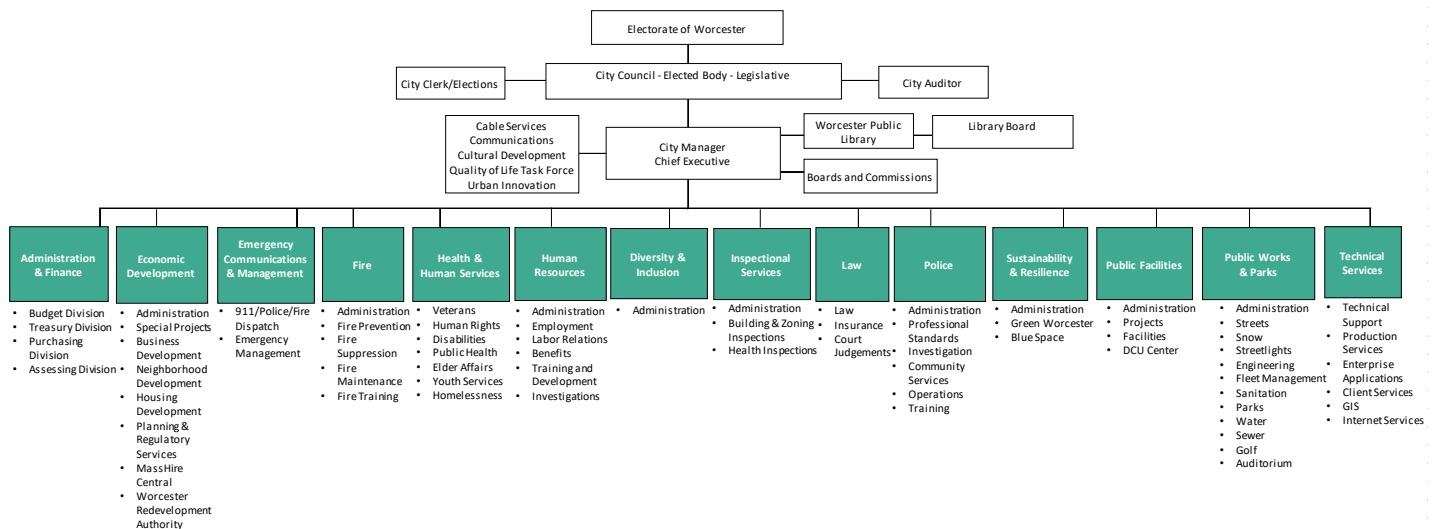 Electorate of Worcester
City Council - Elected Body - Legislative
City Clerk/Elections
City Auditor
Cable Services
Communications
Cultural Development
Quality of Life Task Force
Urban Innovation
City Manager
Chief Executive
Worcester Public
Library
Library Board
Boards and Commissions
Administration
& Finance
• Budget Division
• Treasury Division
• Purchasing
Division
• Assessing Division
Economic
Development
• Administration
• Special Projects
• Business
Development
• Neighborhood
Development
• Housing
Development
• Planning &
Regulatory
Services
• MassHire
Central
• Worcester
Redevelopment
Authority
Emergency
Communications
& Management
• 911/Police/Fire
Dispatch
• Emergency
Management
Fire
• Administration
• Fire Prevention
• Fire
Suppression
• Fire
Maintenance
• Fire Training
Health &
Human Services
• Veterans
• Human Rights
• Disabilities
• Public Health
• Elder Affairs
• Youth Services
• Homelessness
Human
Resources
• Administration
• Employment
• Labor Relations
• Benefits
• Training and
Development
• Investigations
Diversity &
Inclusion
• Administration
Inspectional
Services
• Administration
• Building & Zoning
Inspections
• Health Inspections
Law
• Law
• Insurance
• Court
Judgements
Police
• Administration
• Professional
Standards
• Investigation
• Community
Services
• Operations
• Training
Sustainability
& Resilience
• Administration
• Green Worcester
• Blue Space
Public Facilities
• Administration
• Projects
• Facilities
• DCU Center
Public Works
& Parks
• Administration
• Streets
• Snow
• Streetlights
• Engineering
• Fleet Management
• Sanitation
• Parks
• Water
• Sewer
• Golf
• Auditorium
Technical
Services
• Technical
Support
• Production
Services
• Enterprise
Applications
• Client Services
• GIS
• Internet Services